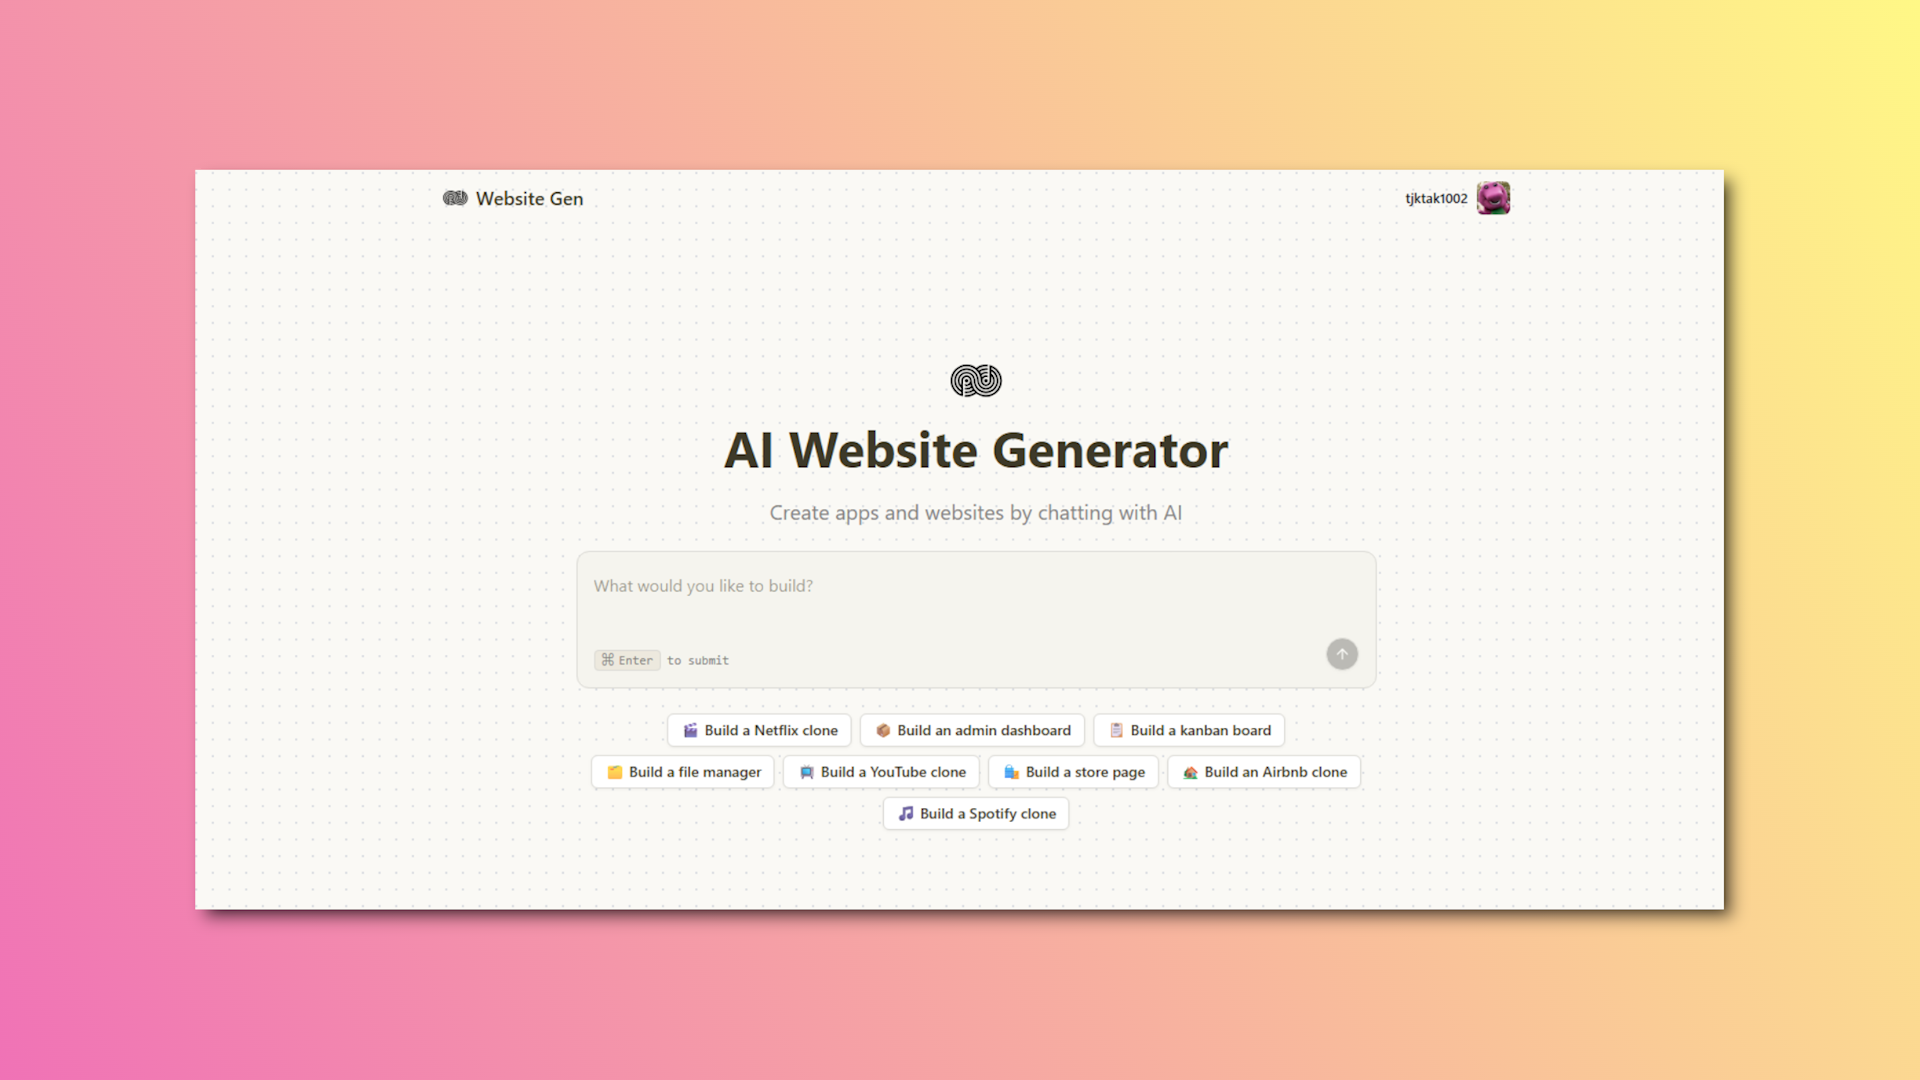 Website Gen
tjktak1002
AI Website Generator
Create apps and websites by chatting with AI
What would you like to build?
⌘ Enter to submit
Build a Netflix clone
Build an admin dashboard
Build a kanban board
Build a file manager
Build a YouTube clone
Build a store page
Build an Airbnb clone
Build a Spotify clone